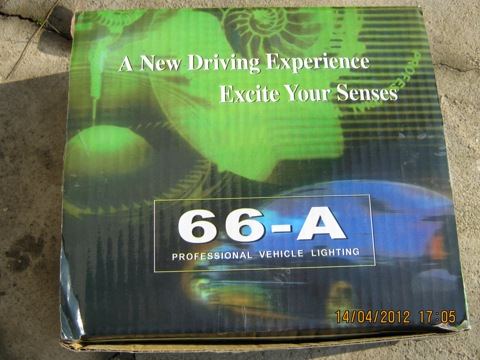 A New Driving Experience
Excite Your Senses
66-A
PROFESSIONAL VEHICLE LIGHTING
14/04/2012 17:05